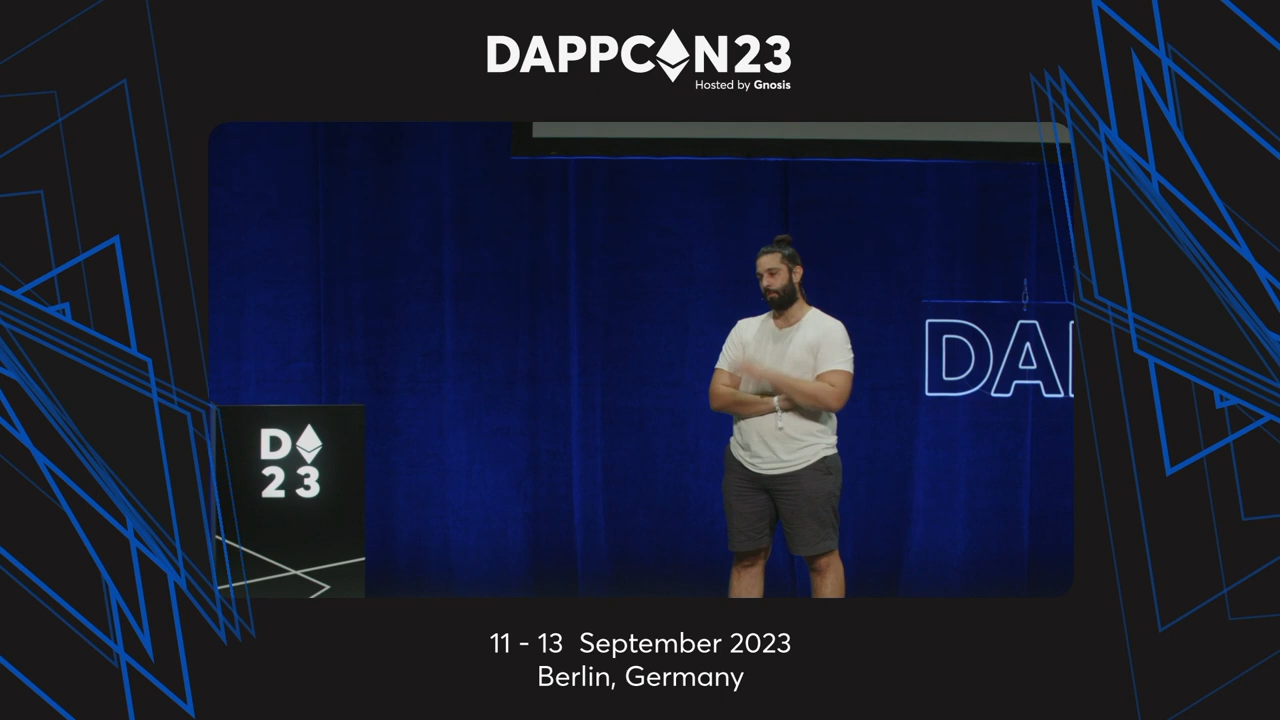 DAPPCON23
Hosted by Gnosis
DA
D
23
11 - 13 September 2023
Berlin, Germany